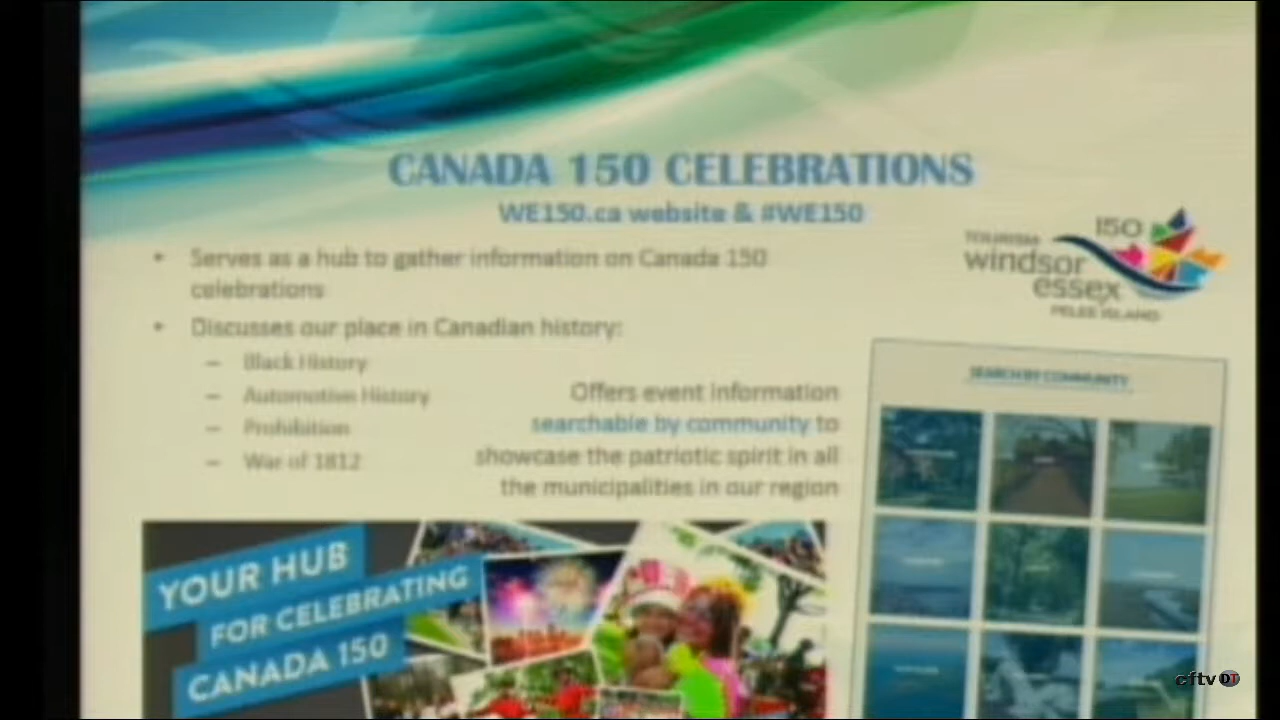 CANADA 150 CELEBRATIONS
WE150.ca website & #WE150
• Serves as a hub to gather information on Canada 150
celebrations
• Discusses our place in Canadian history:
– Black History
– Automotive History
– Prohibition
– War of 1812
Offers event information
searchable by community to
showcase the patriotic spirit in all
the municipalities in our region
150
TOURISM
windsor
essex
PELEE ISLAND
SEARCH BY COMMUNITY
YOUR HUB
FOR CELEBRATING
CANADA 150
cftv DT